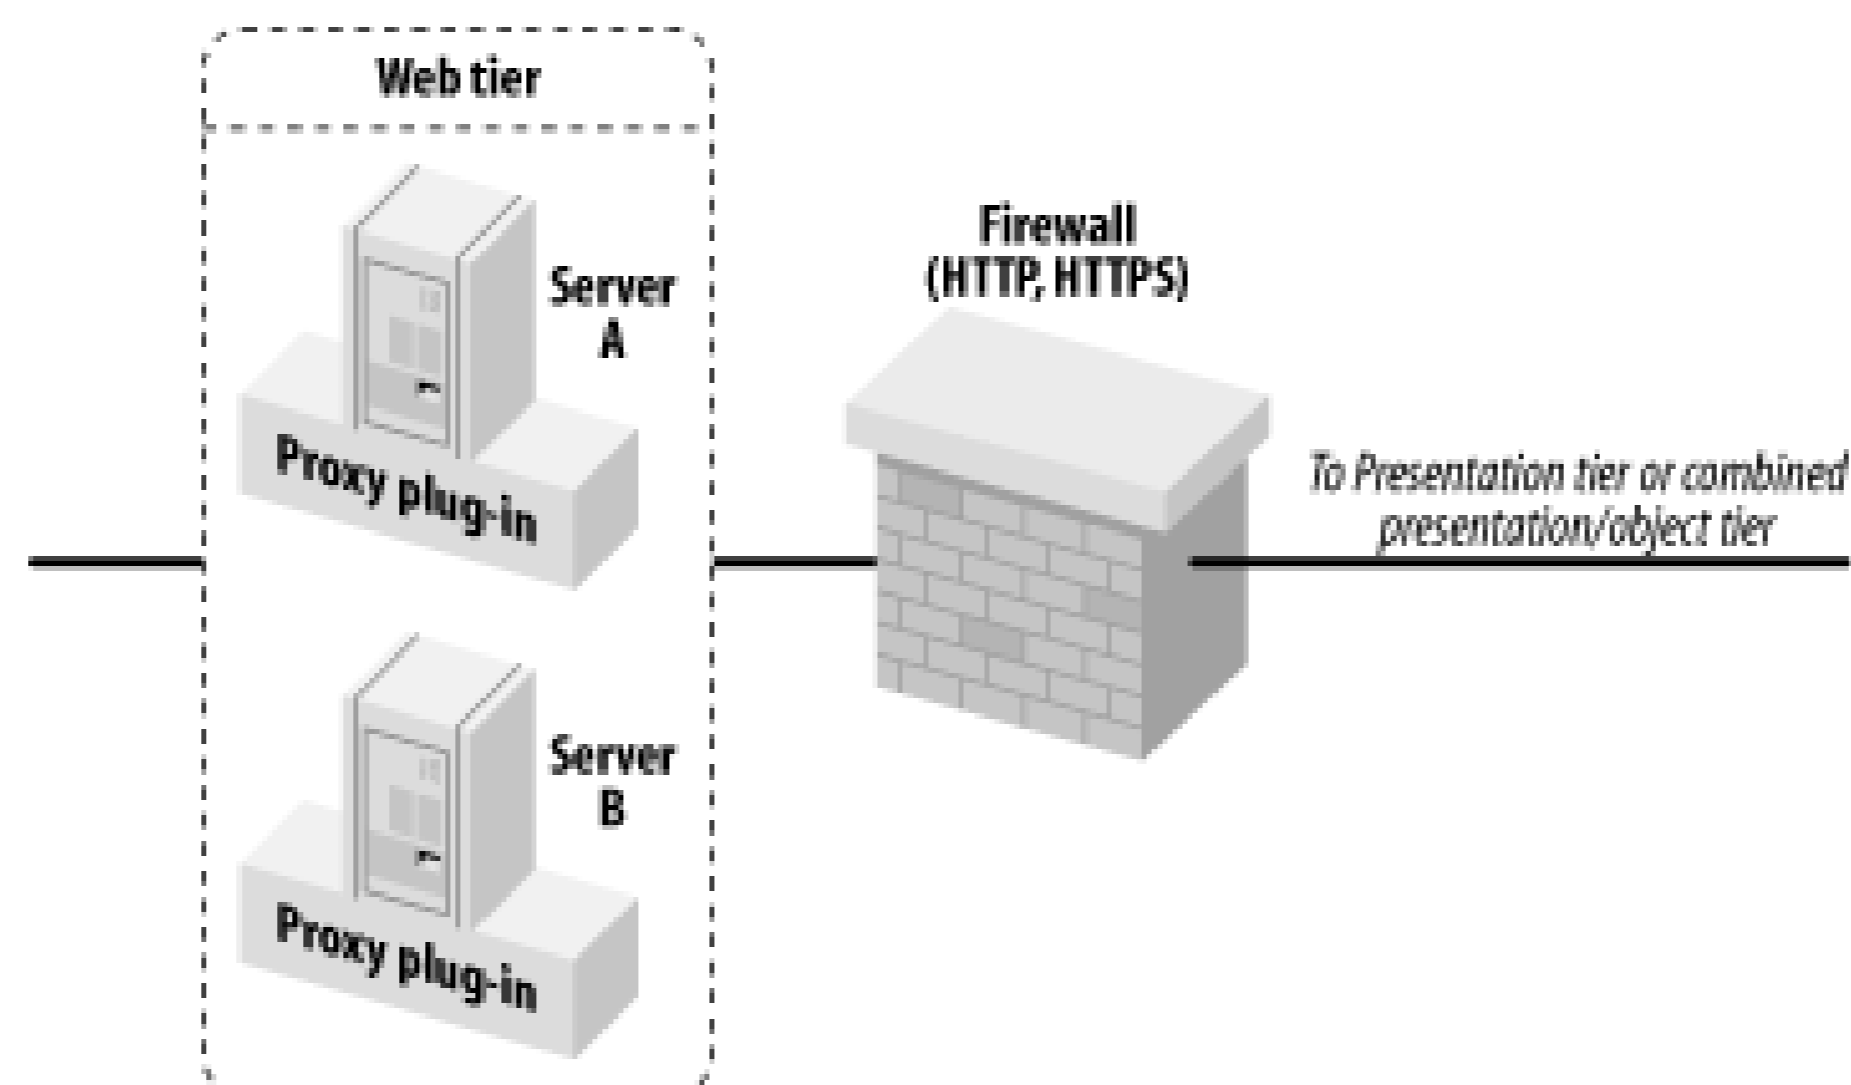 Web tier
Server
A
Proxy plug-in
Firewall
(HTTP, HTTPS)
To Presentation tier or combined
presentation/object tier
Server
B
Proxy plug-in